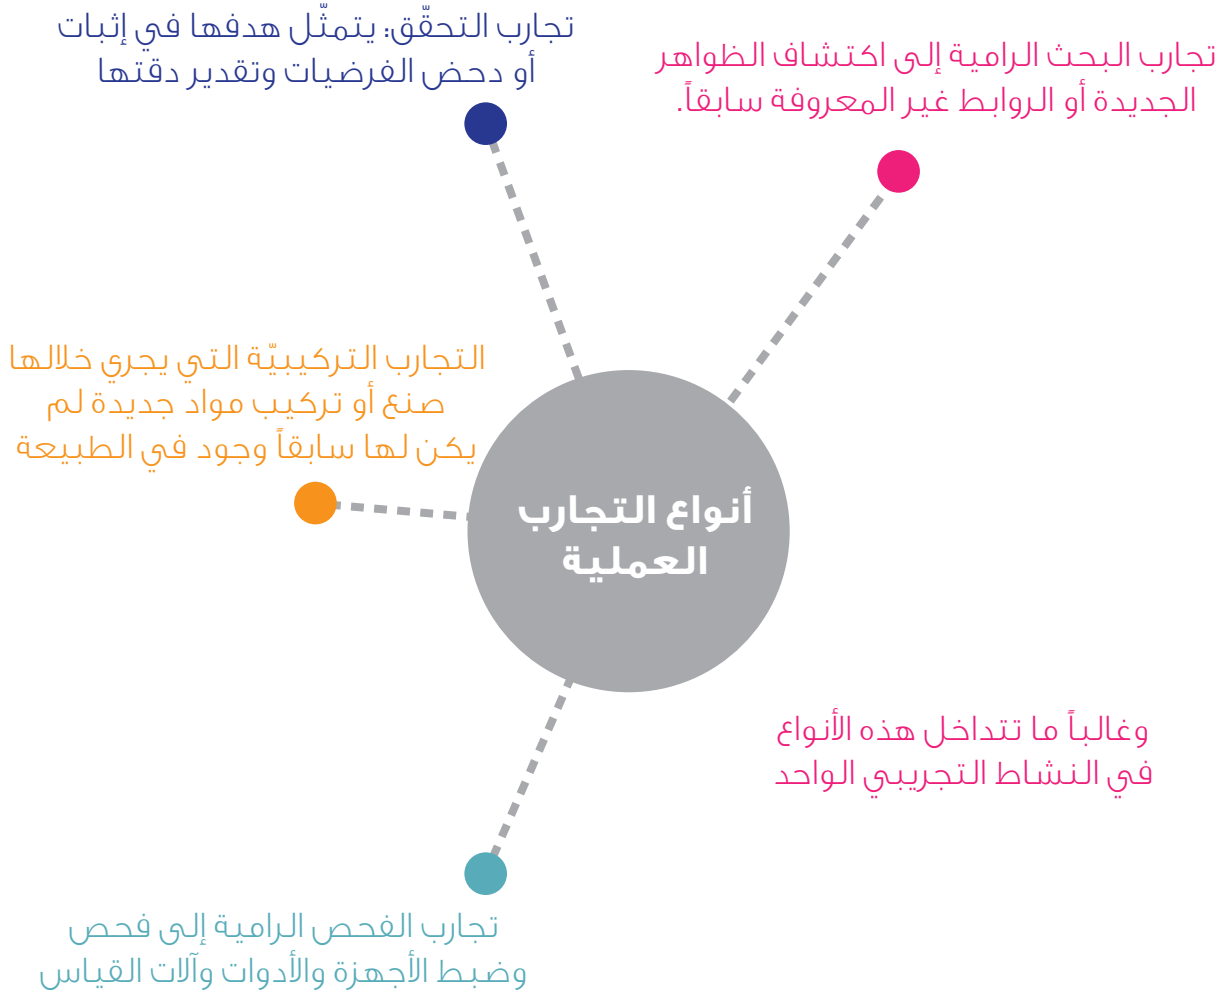 تجارب البحث الرامية إلى اكتشاف الظواهر
الجديدة أو الروابط غير المعروفة سابقاً.
تجارب التحقّق: يتمثّل هدفها في إثبات
أو دحض الفرضيات وتقدير دقتها
التجارب التركيبيّة التي يجري خلالها
صنع أو تركيب مواد جديدة لم
يكن لها سابقاً وجود في الطبيعة
أنواع التجارب
العملية
وغالباً ما تتداخل هذه الأنواع
في النشاط التجريبي الواحد
تجارب الفحص الرامية إلى فحص
وضبط الأجهزة والأدوات وآلات القياس